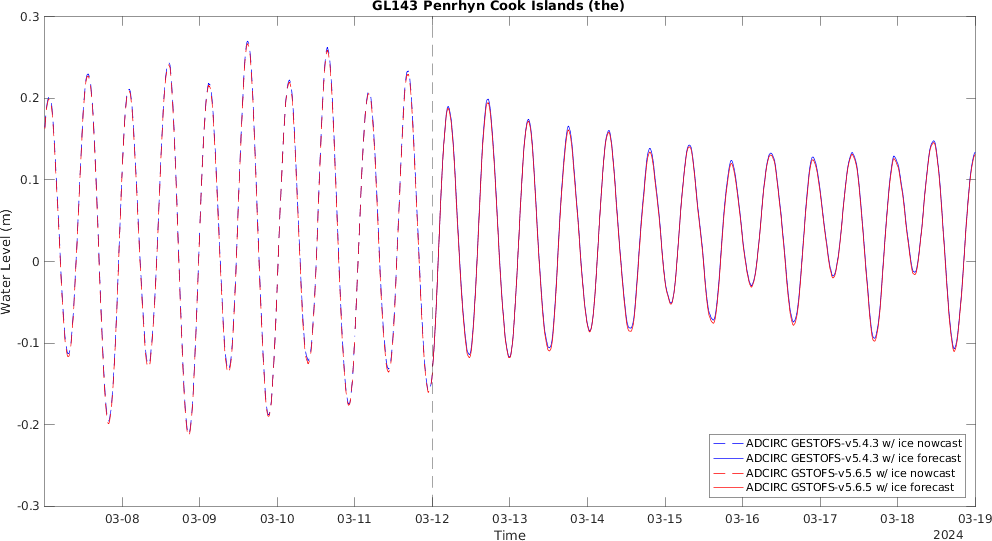 GL143 Penrhyn Cook Islands (the)
0.3
0.2
0.1
0
-0.1
-0.2
-0.3
Water Level (m)
03-08 03-09 03-10 03-11 03-12 03-13 03-14 03-15 03-16 03-17 03-18 03-19
Time
2024
ADCIRC GESTOFS-v5.4.3 w/ ice nowcast
ADCIRC GESTOFS-v5.4.3 w/ ice forecast
ADCIRC GSTOFS-v5.6.5 w/ ice nowcast
ADCIRC GSTOFS-v5.6.5 w/ ice forecast